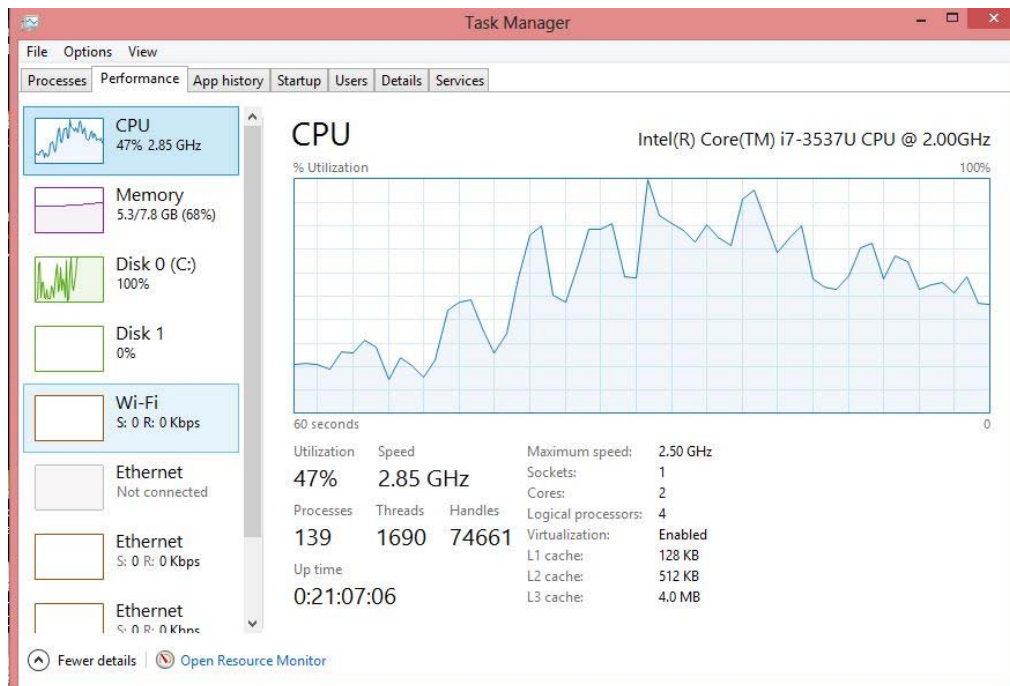 Task Manager
File Options View
Processes Performance App history Startup Users Details Services
CPU
47% 2.85 GHz
Memory
5.3/7.8 GB (68%)
Disk 0 (C:)
100%
Disk 1
0%
Wi-Fi
S: 0 R: 0 Kbps
Ethernet
Not connected
Ethernet
S: 0 R: 0 Kbps
Ethernet
S: 0 R: 0 Kbps
CPU Intel(R) Core(TM) i7-3537U CPU @ 2.00GHz
% Utilization 100%
60 seconds 0
Utilization Speed
47% 2.85 GHz
Processes Threads Handles
139 1690 74661
Up time
0:21:07:06
Maximum speed: 2.50 GHz
Sockets: 1
Cores: 2
Logical processors: 4
Virtualization: Enabled
L1 cache: 128 KB
L2 cache: 512 KB
L3 cache: 4.0 MB
Fewer details Open Resource Monitor